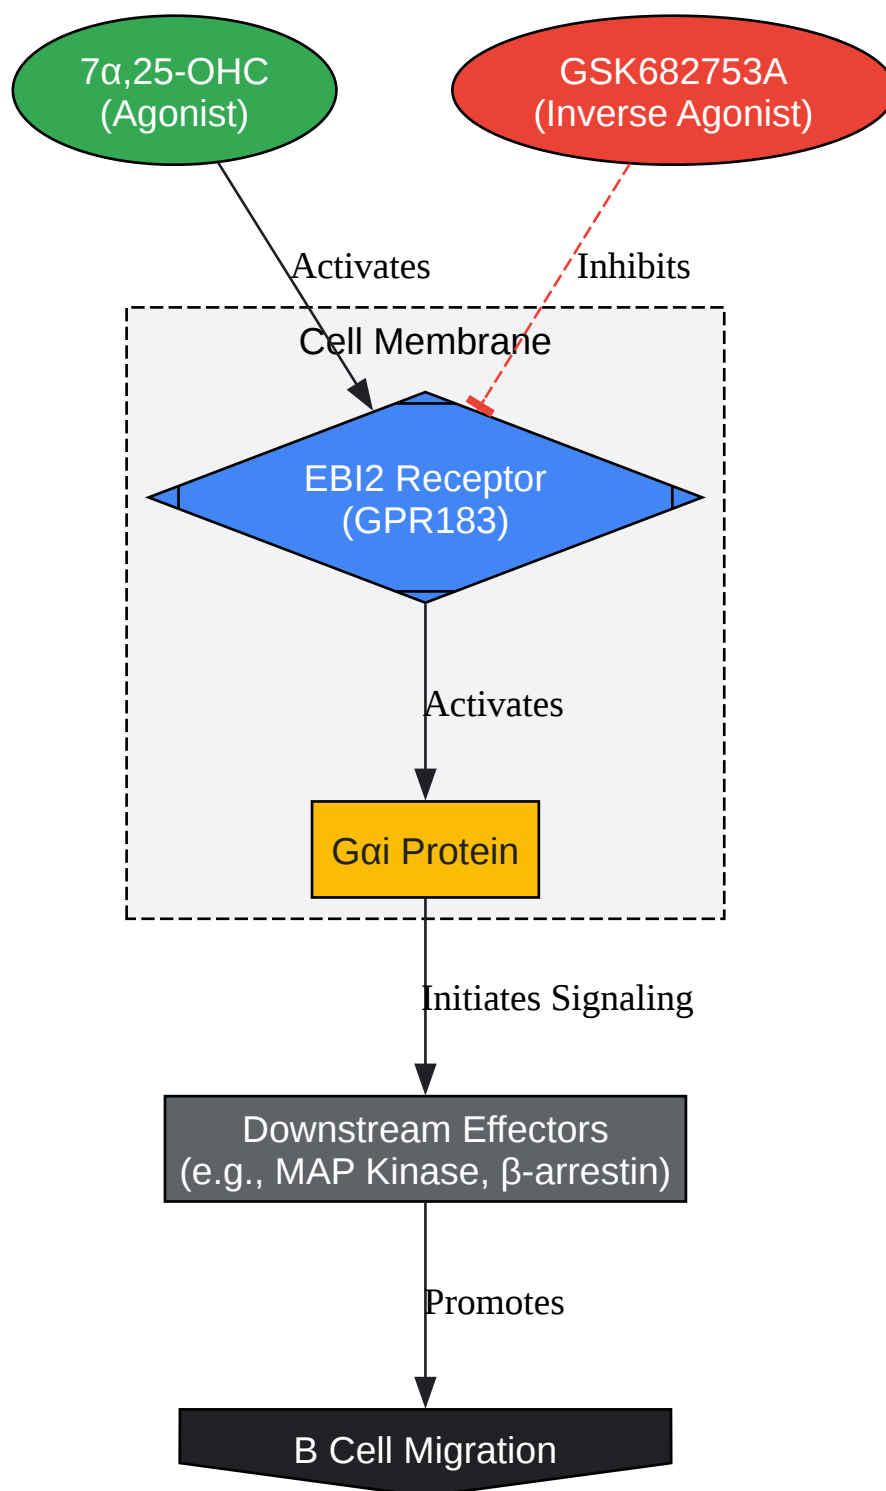 7α,25-OHC
(Agonist)
GSK682753A
(Inverse Agonist)
Activates
Inhibits
Cell Membrane
EBI2 Receptor
(GPR183)
Activates
Gαi Protein
Initiates Signaling
Downstream Effectors
(e.g., MAP Kinase, β-arrestin)
Promotes
B Cell Migration